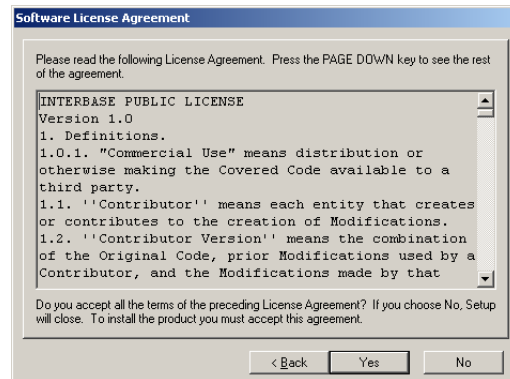 Software License Agreement
Please read the following License Agreement. Press the PAGE DOWN key to see the rest
of the agreement.
INTERBASE PUBLIC LICENSE
Version 1.0
1. Definitions.
1.0.1. "Commercial Use" means distribution or
otherwise making the Covered Code available to a
third party.
1.1. ''Contributor'' means each entity that creates
or contributes to the creation of Modifications.
1.2. ''Contributor Version'' means the combination
of the Original Code, prior Modifications used by a
Contributor, and the Modifications made by that
Do you accept all the terms of the preceding License Agreement? If you choose No, Setup
will close. To install the product you must accept this agreement.
< Back
Yes
No